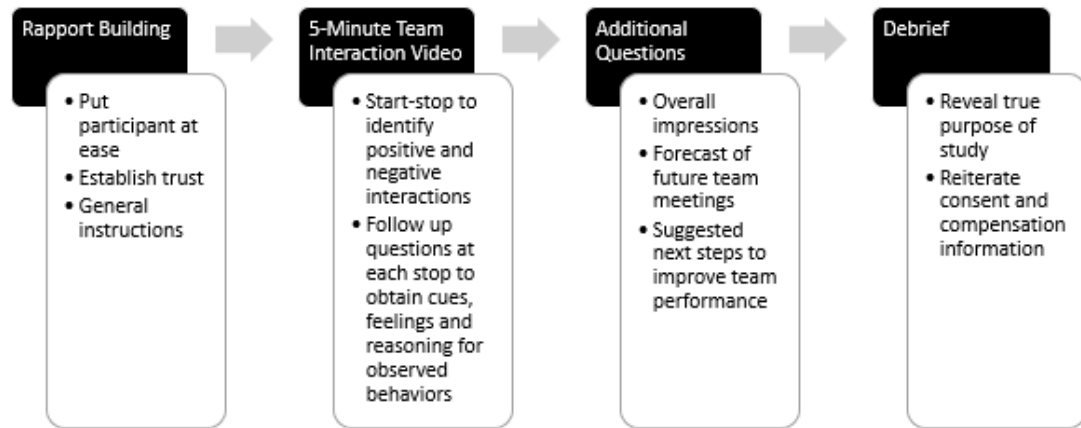 Rapport Building
• Put
participant at
ease
• Establish trust
• General
instructions
5-Minute Team
Interaction Video
• Start-stop to
identify
positive and
negative
interactions
• Follow up
questions at
each stop to
obtain cues,
feelings and
reasoning for
observed
behaviors
Additional
Questions
• Overall
impressions
• Forecast of
future team
meetings
• Suggested
next steps to
improve team
performance
Debrief
• Reveal true
purpose of
study
• Reiterate
consent and
compensation
information